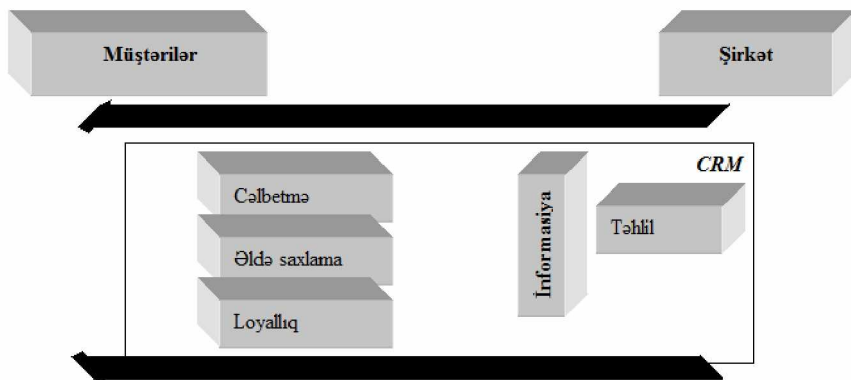 Müştərilər
Şirkət
CRM
Cəlbetmə
Əldə saxlama
Loyallıq
İnformasiya
Təhlil